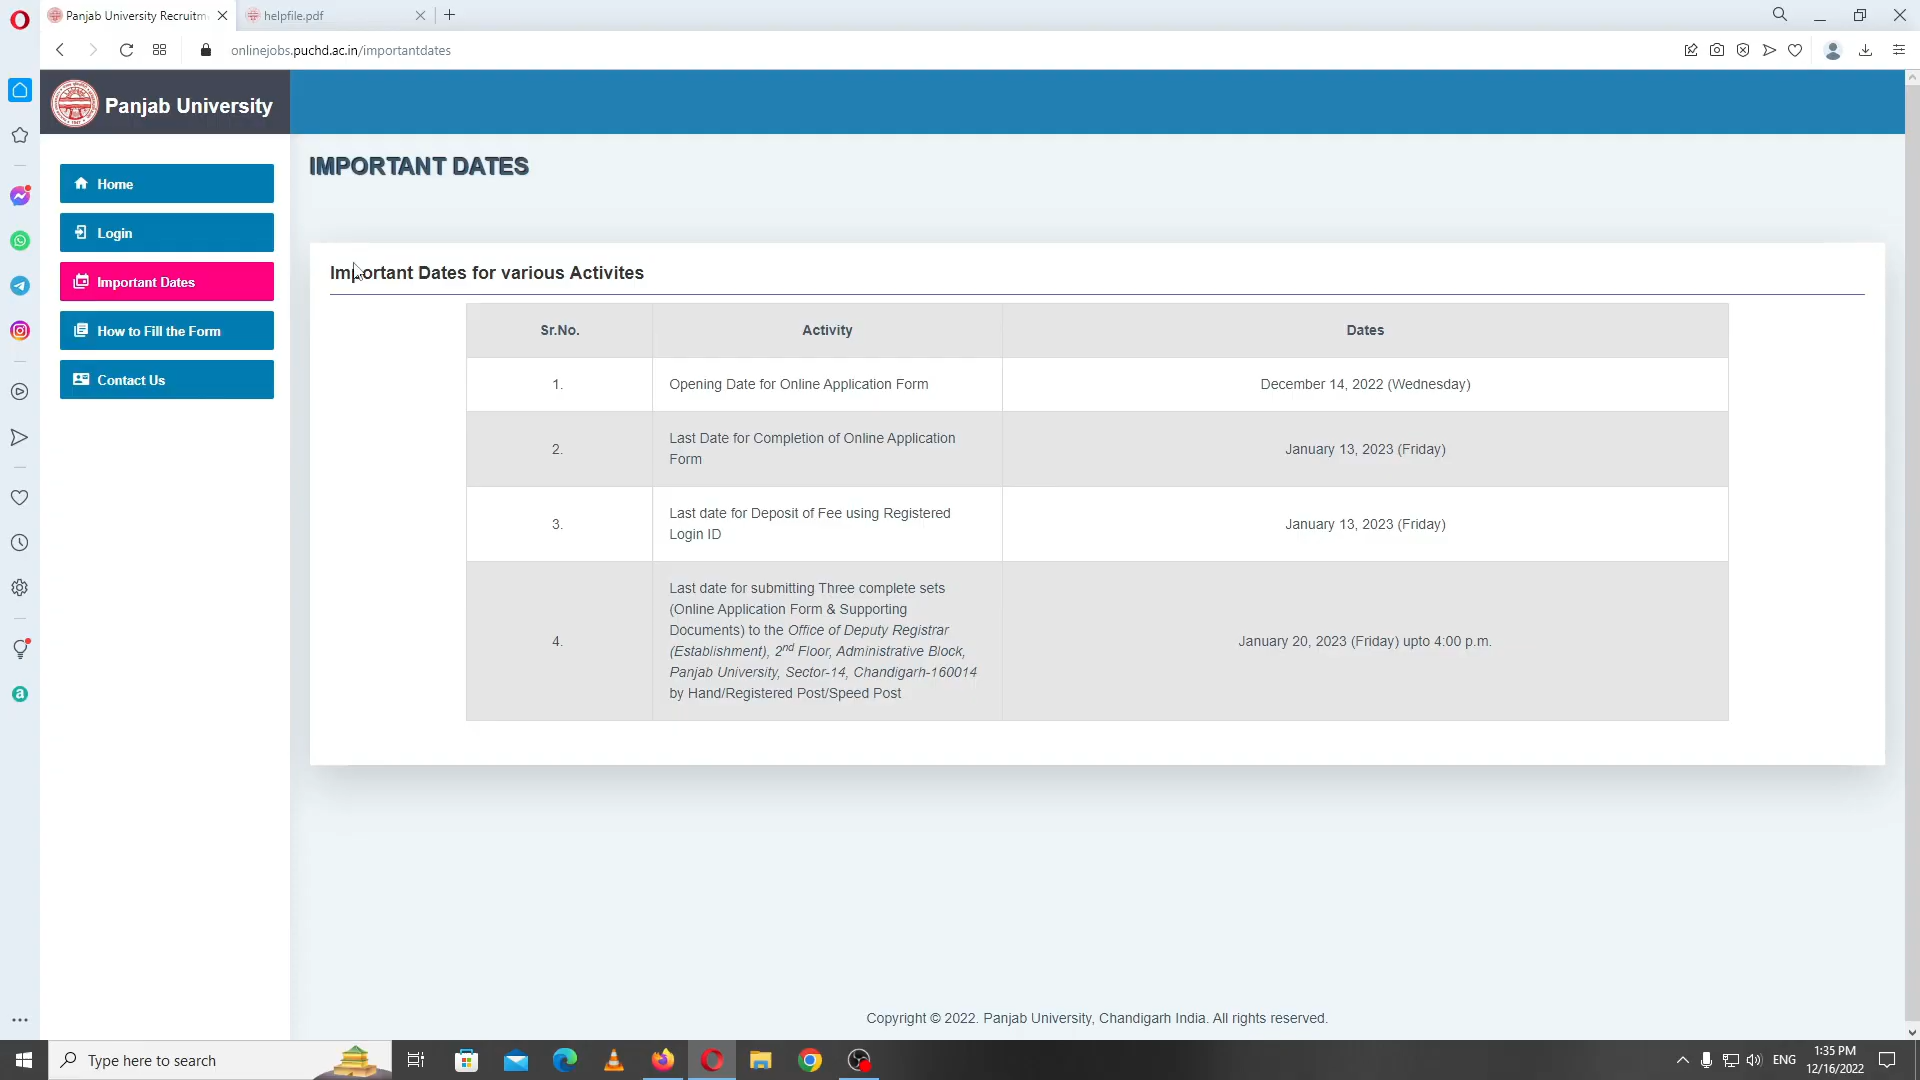 Panjab University Recruitm
helpfile.pdf
onlinejobs.puchd.ac.in/importantdates
Panjab University
Home
Login
Important Dates
How to Fill the Form
Contact Us
IMPORTANT DATES
Important Dates for various Activites
Sr.No. Activity Dates
1. Opening Date for Online Application Form December 14, 2022 (Wednesday)
2. Last Date for Completion of Online Application
Form
January 13, 2023 (Friday)
3. Last date for Deposit of Fee using Registered
Login ID
January 13, 2023 (Friday)
4. Last date for submitting Three complete sets
(Online Application Form & Supporting
Documents) to the Office of Deputy Registrar
(Establishment), 2nd Floor, Administrative Block,
Panjab University, Sector-14, Chandigarh-160014
by Hand/Registered Post/Speed Post
January 20, 2023 (Friday) upto 4:00 p.m.
Copyright © 2022. Panjab University, Chandigarh India. All rights reserved.
Type here to search
ENG
1:35 PM
12/16/2022